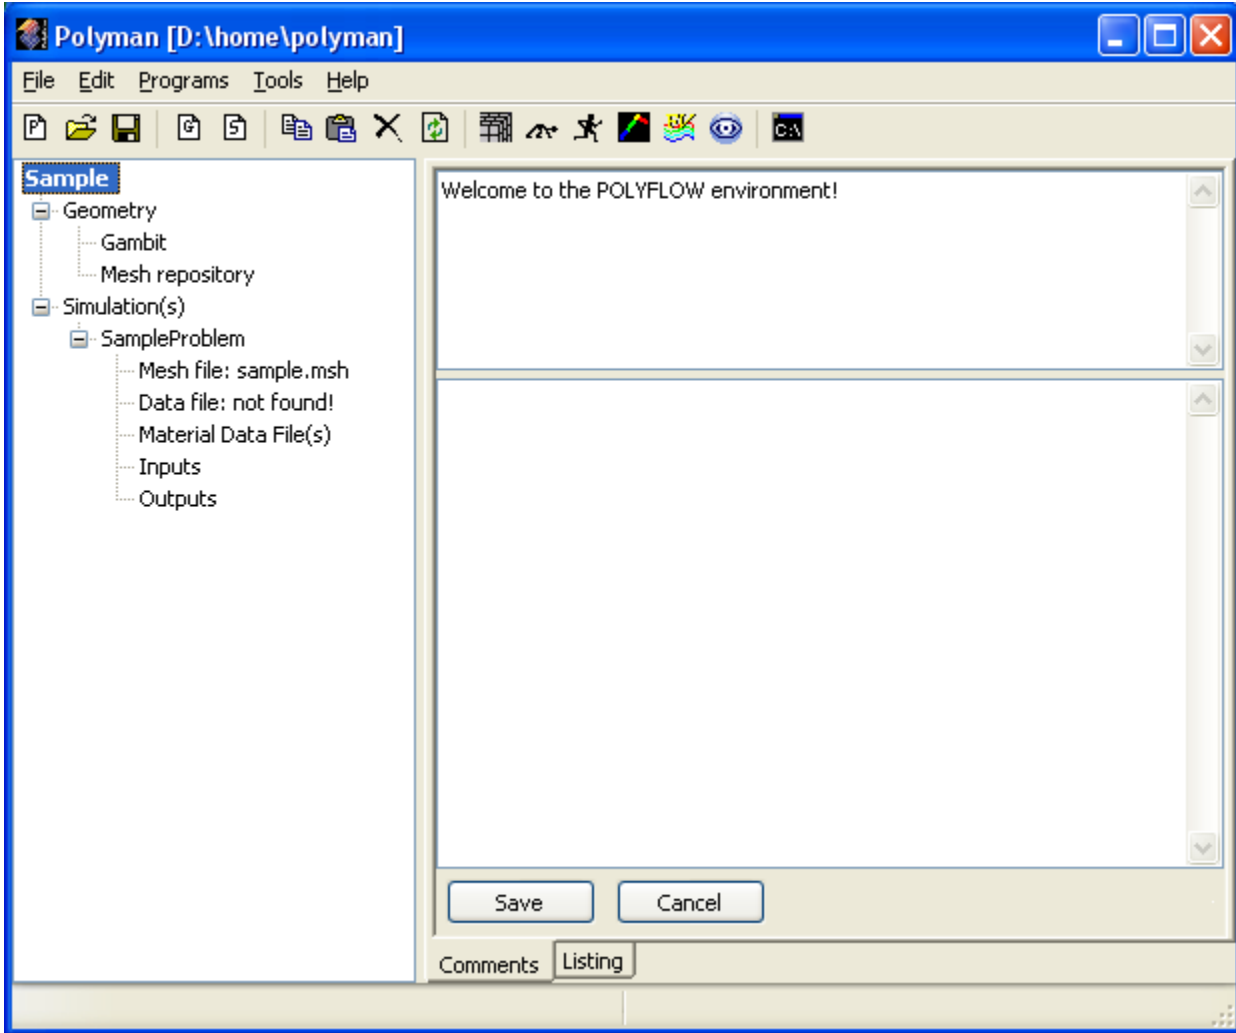 Polyman [D:\home\polyman]
File Edit Programs Tools Help
P G S C:\
Sample
Geometry
Gambit
Mesh repository
Simulation(s)
SampleProblem
Mesh file: sample.msh
Data file: not found!
Material Data File(s)
Inputs
Outputs
Welcome to the POLYFLOW environment!
Save Cancel
Comments Listing